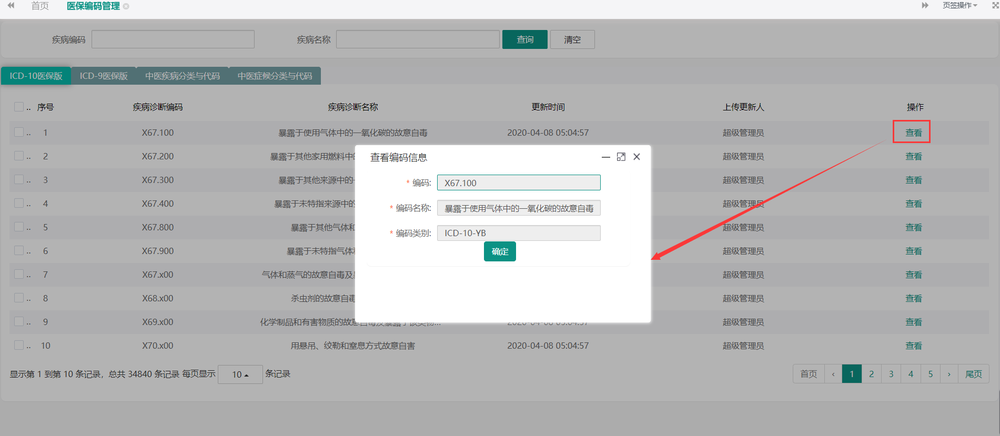 首页 医保编码管理 页签操作
疾病编码 疾病名称 查询 清空
ICD-10医保版 ICD-9医保版 中医疾病分类与代码 中医症候分类与代码
.. 序号 疾病诊断编码 疾病诊断名称 更新时间 上传更新人 操作
.. 1 X67.100 暴露于使用气体中的一氧化碳的故意自毒 2020-04-08 05:04:57 超级管理员 查看
.. 2 X67.200 暴露于其他家用燃料中 超级管理员 查看
.. 3 X67.300 暴露于其他来源中的 超级管理员 查看
.. 4 X67.400 暴露于未特指来源中的 超级管理员 查看
.. 5 X67.800 暴露于其他气体和 超级管理员 查看
.. 6 X67.900 暴露于未特指气体 超级管理员 查看
.. 7 X67.x00 气体和蒸气的故意自毒及 超级管理员 查看
.. 8 X68.x00 杀虫剂的故意自毒 超级管理员 查看
.. 9 X69.x00 化学制品和有害物质的故意自毒及暴露于该类物... 2020-04-08 05:04:57 超级管理员 查看
.. 10 X70.x00 用悬吊、绞勒和窒息方式故意自害 2020-04-08 05:04:57 超级管理员 查看
查看编码信息
* 编码: X67.100
* 编码名称: 暴露于使用气体中的一氧化碳的故意自毒
* 编码类别: ICD-10-YB
确定
显示第 1 到第 10 条记录，总共 34840 条记录 每页显示 10 条记录 首页 ‹ 1 2 3 4 5 › 尾页